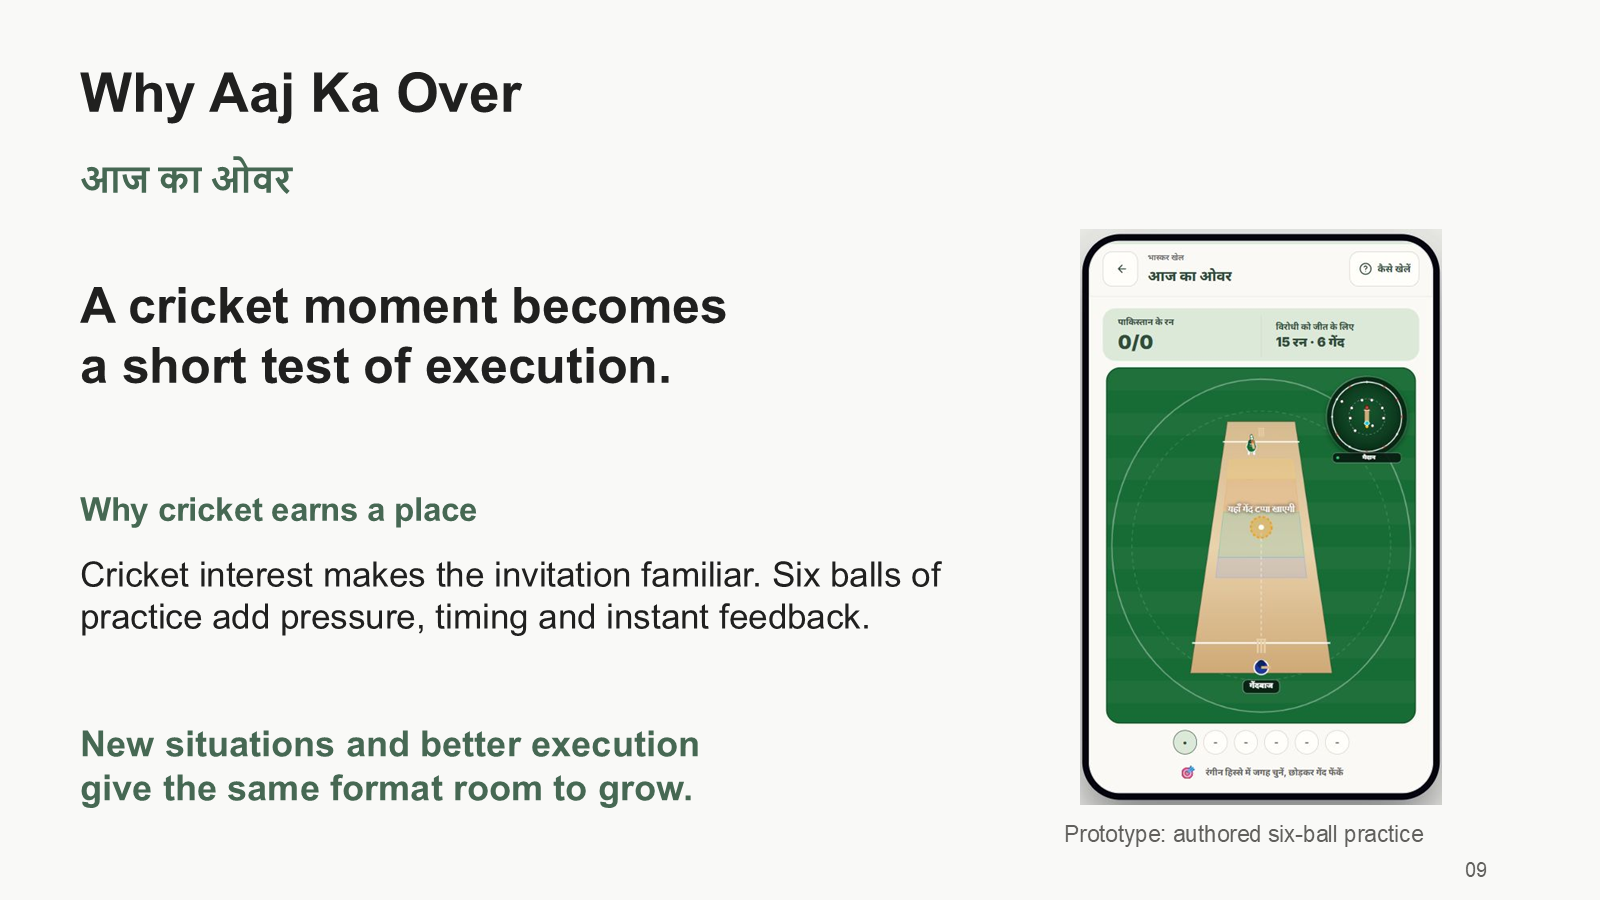 Why Aaj Ka Over
आज का ओवर
A cricket moment becomes
a short test of execution.
Why cricket earns a place
Cricket interest makes the invitation familiar. Six balls of
practice add pressure, timing and instant feedback.
New situations and better execution
give the same format room to grow.
भास्कर खेल
आज का ओवर
कैसे खेलें
पाकिस्तान के रन
0/0
विरोधी को जीत के लिए
15 रन · 6 गेंद
मैदान
यहाँ गेंद टप्पा खाएगी
गेंदबाज
रंगीन हिस्से में जगह चुनें, छोड़कर गेंद फेंकें
Prototype: authored six-ball practice
09